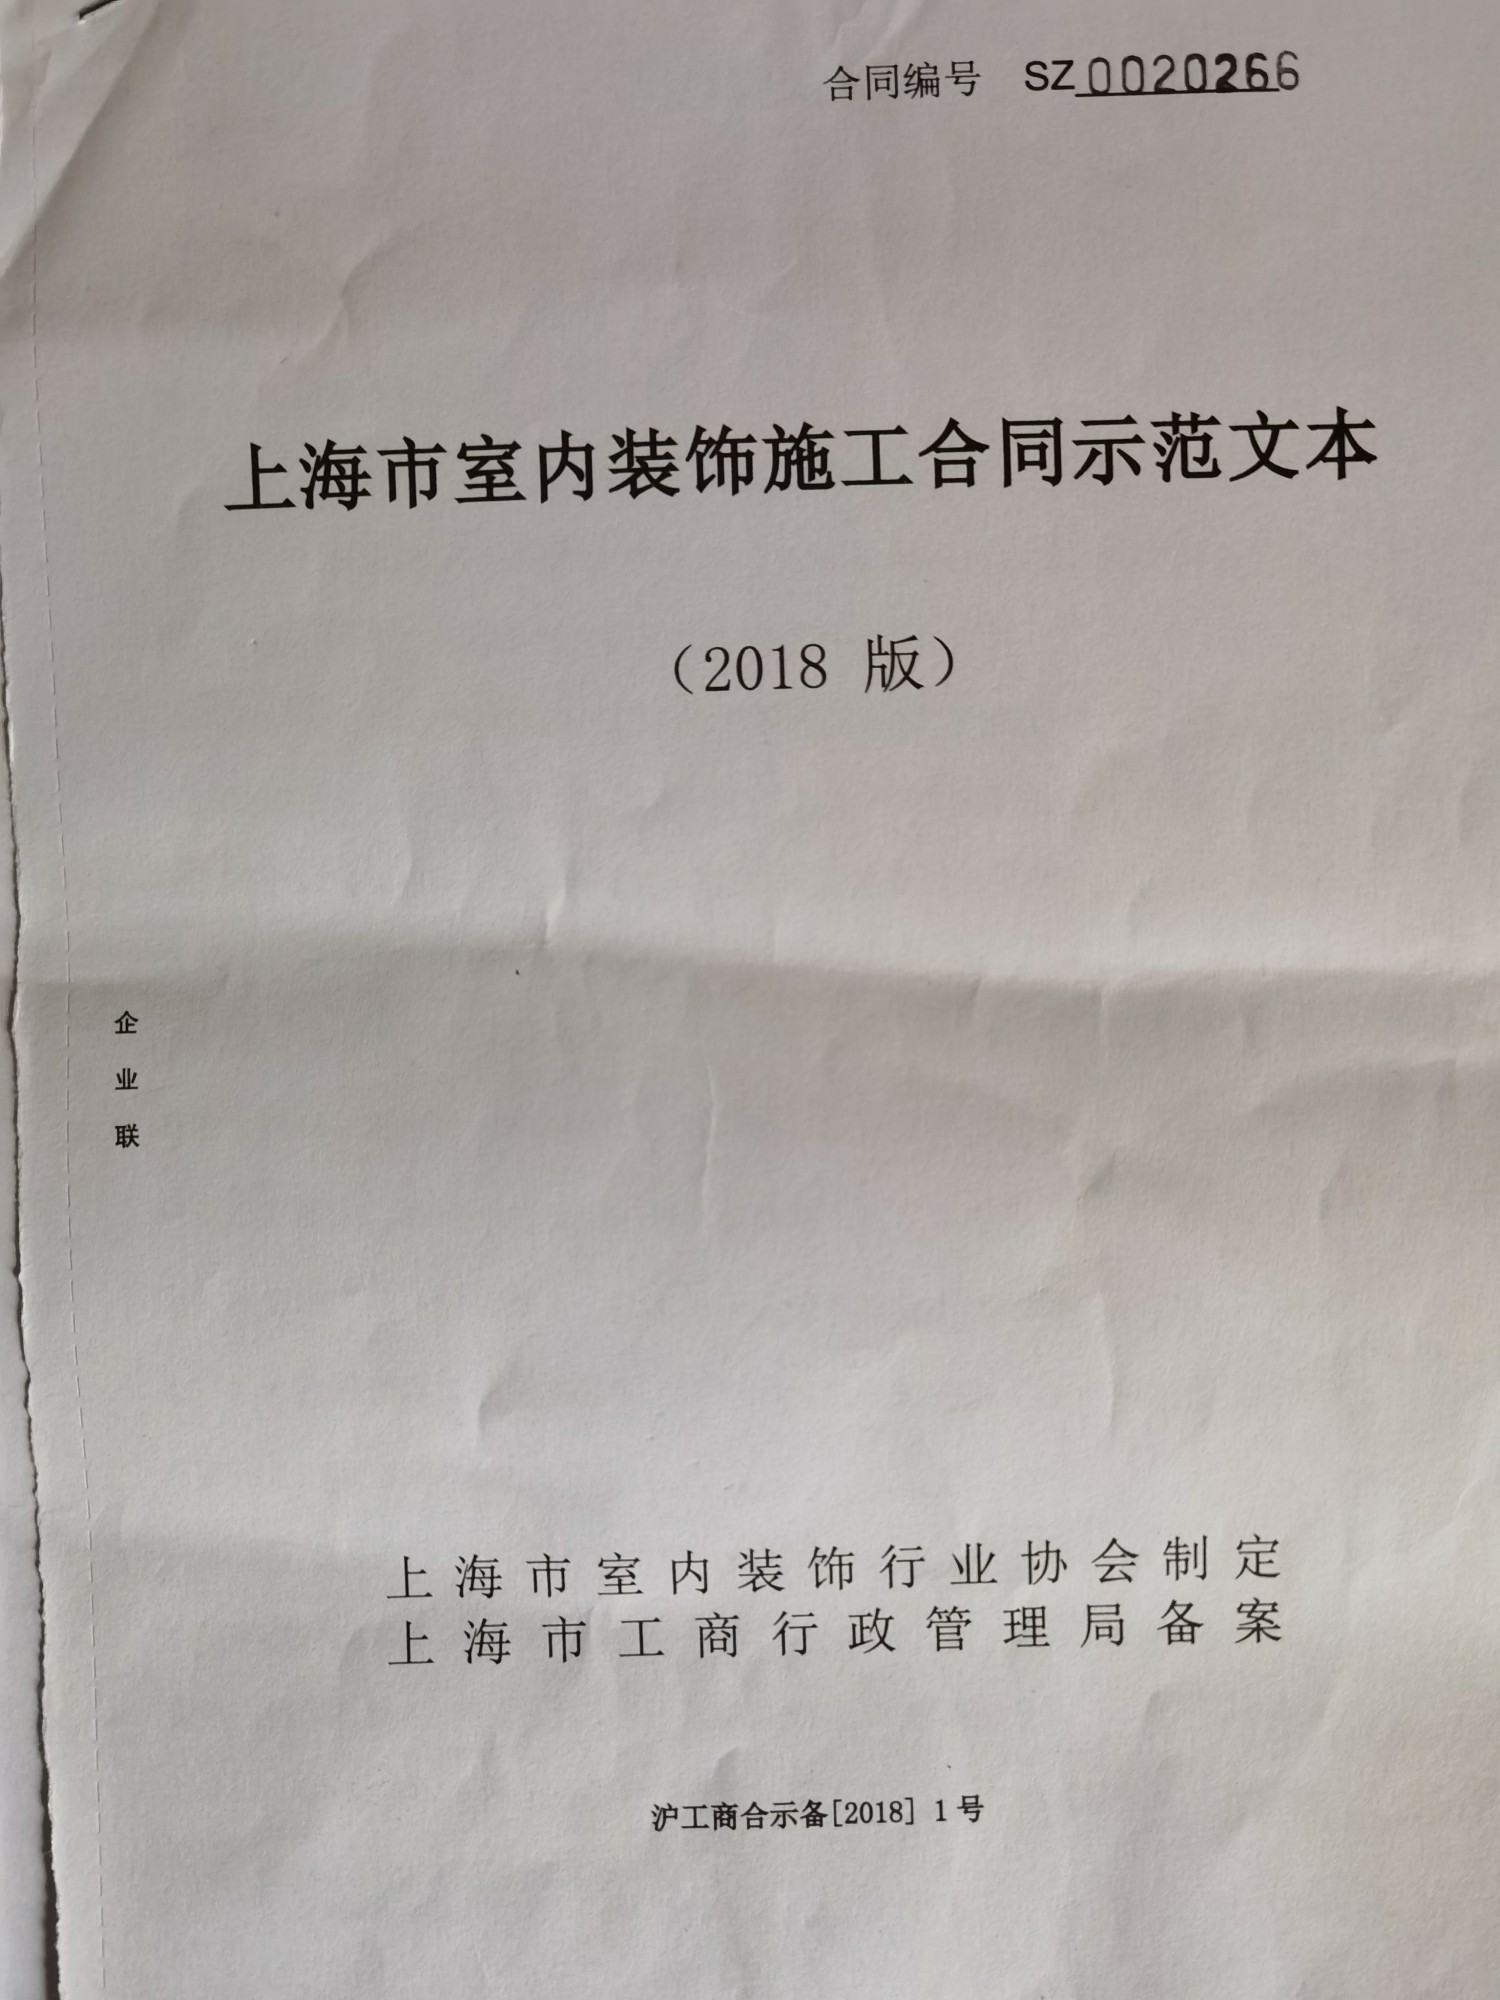 合同编号 SZ0020266
上海市室内装饰施工合同示范文本
（2018 版）
企
业
联
上海市室内装饰行业协会制定
上海市工商行政管理局备案
沪工商合示备[2018] 1号